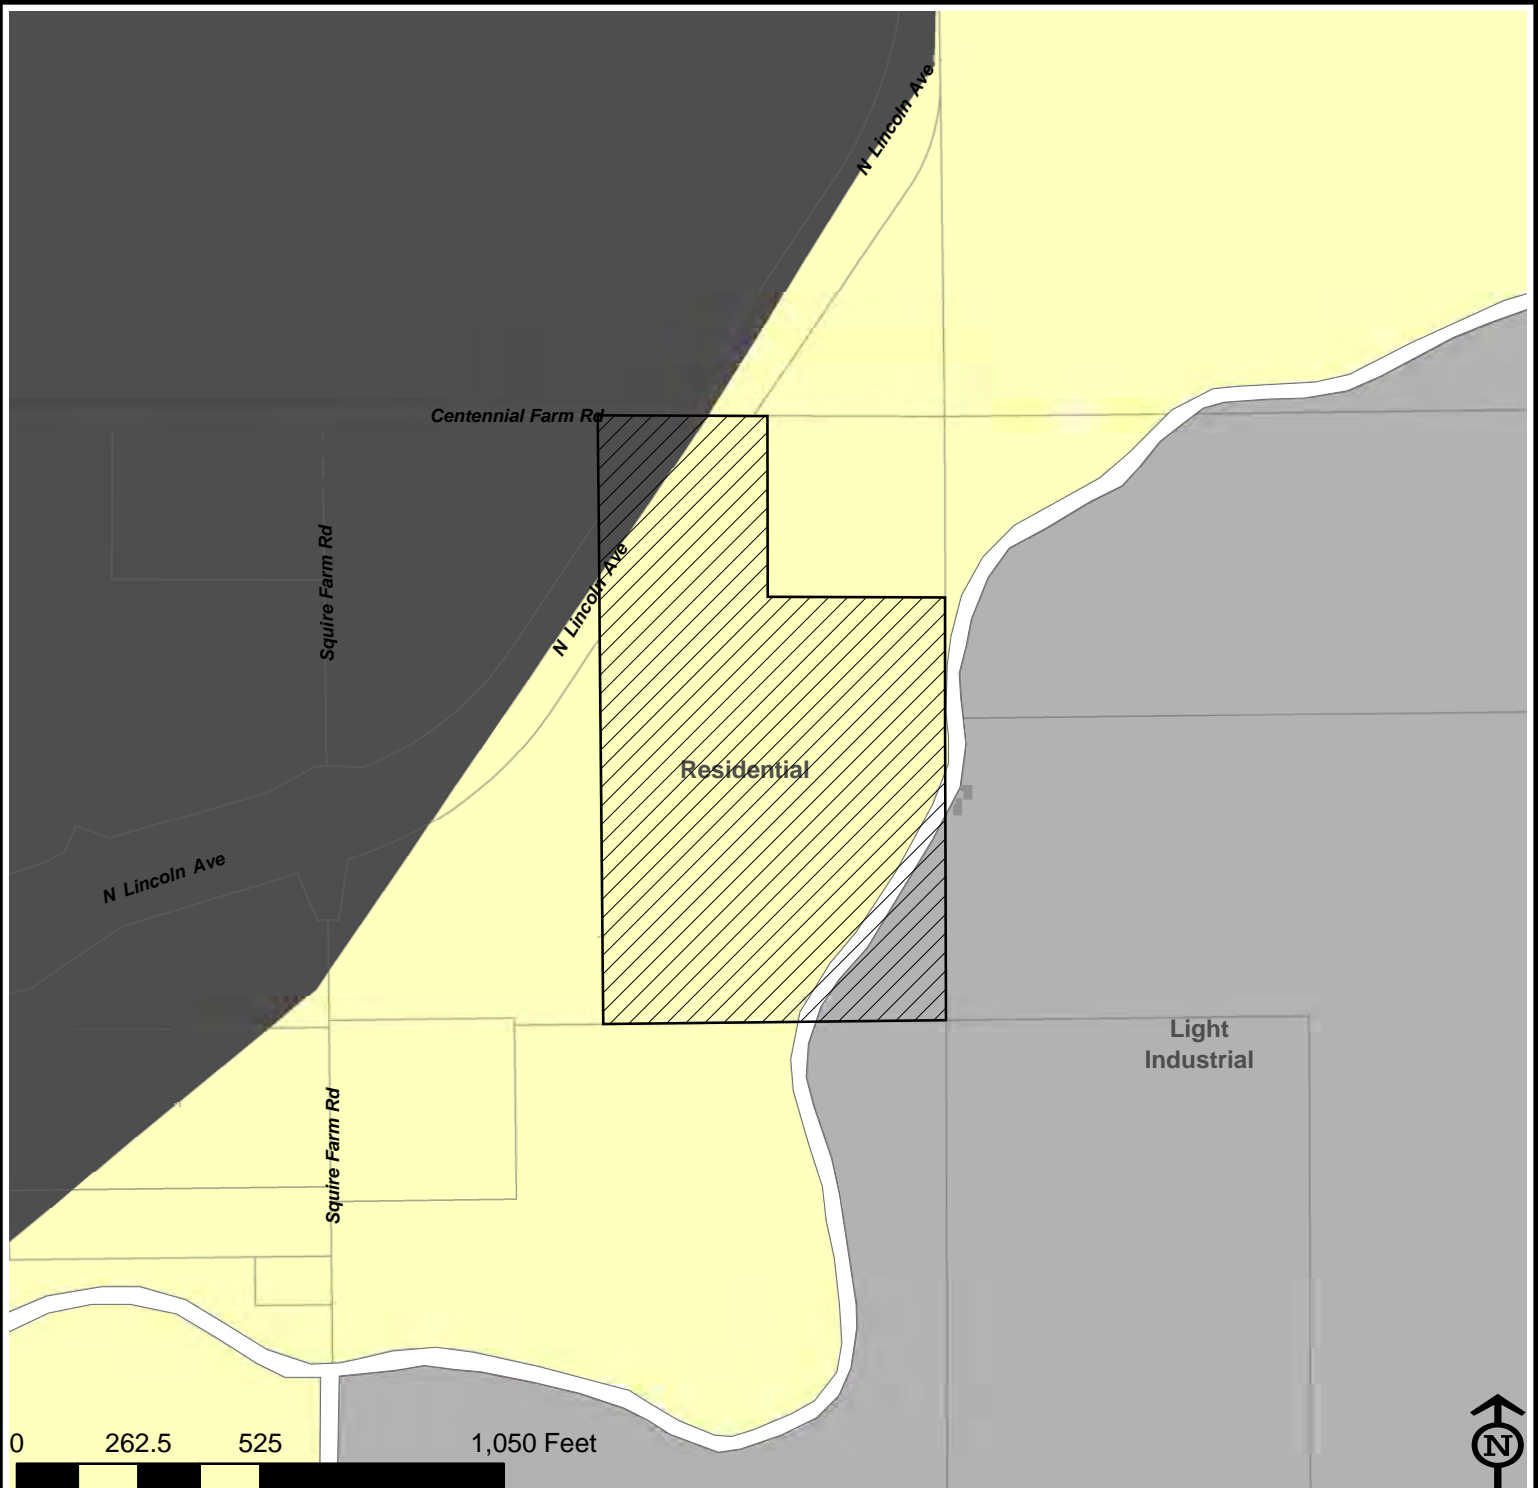 N Lincoln Ave
Centennial Farm Rd
Squire Farm Rd
N Lincoln Ave
Residential
N Lincoln Ave
Light
Industrial
Squire Farm Rd
0 262.5 525 1,050 Feet
N